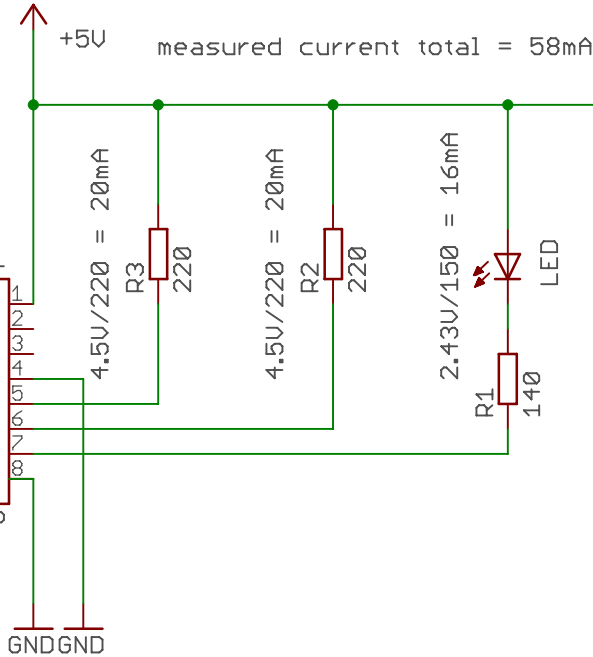 +5V
measured current total = 58mA
4.5V/220 = 20mA
R3
220
4.5V/220 = 20mA
R2
220
2.43V/150 = 16mA
LED
R1
140
1
2
3
4
5
6
7
8
GND
GND